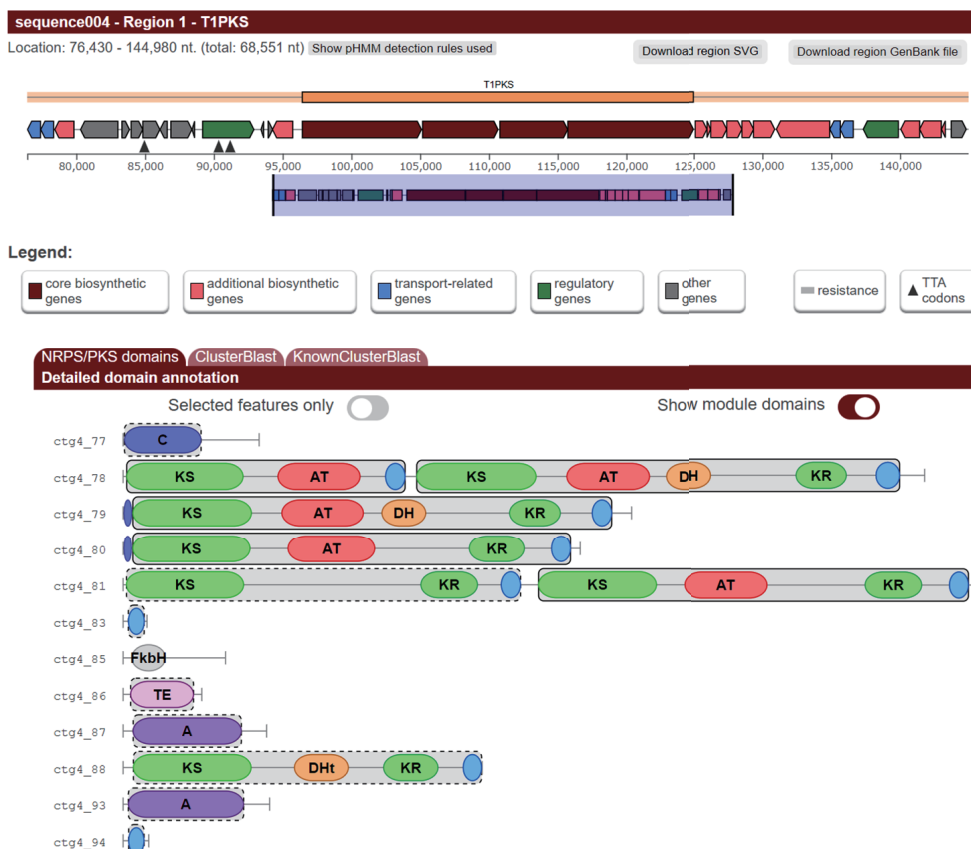 sequence004 - Region 1 - T1PKS
Location: 76,430 - 144,980 nt. (total: 68,551 nt) Show pHMM detection rules used Download region SVG Download region GenBank file
T1PKS
80,000 85,000 90,000 95,000 100,000 105,000 110,000 115,000 120,000 125,000 130,000 135,000 140,000
Legend:
core biosynthetic genes
additional biosynthetic genes
transport-related genes
regulatory genes
other genes
resistance
TTA codons
NRPS/PKS domains ClusterBlast KnownClusterBlast
Detailed domain annotation
Selected features only Show module domains
ctg4_77 C
ctg4_78 KS AT KS AT DH KR
ctg4_79 KS AT DH KR
ctg4_80 KS AT KR
ctg4_81 KS KR KS AT KR
ctg4_83
ctg4_85 FkbH
ctg4_86 TE
ctg4_87 A
ctg4_88 KS DHt KR
ctg4_93 A
ctg4_94